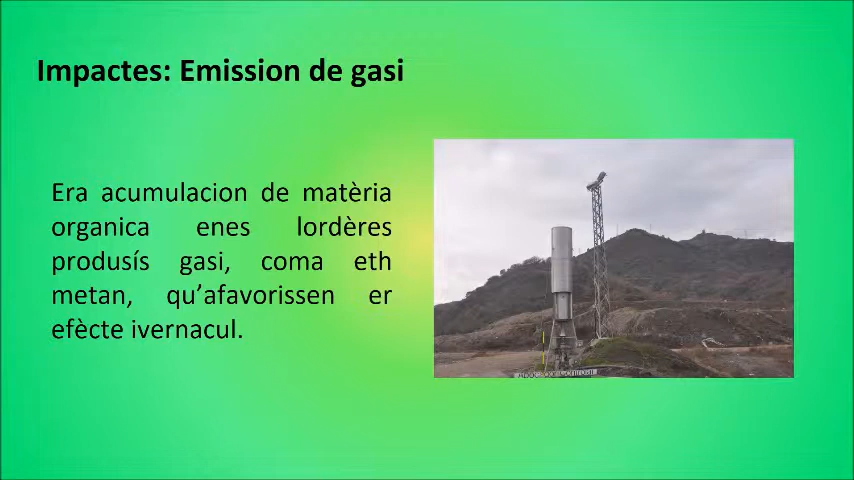 Impactes: Emission de gasi
Era acumulacion de matèria
organica enes lordères
produsís gasi, coma eth
metan, qu’afavorissen er
efècte ivernacul.